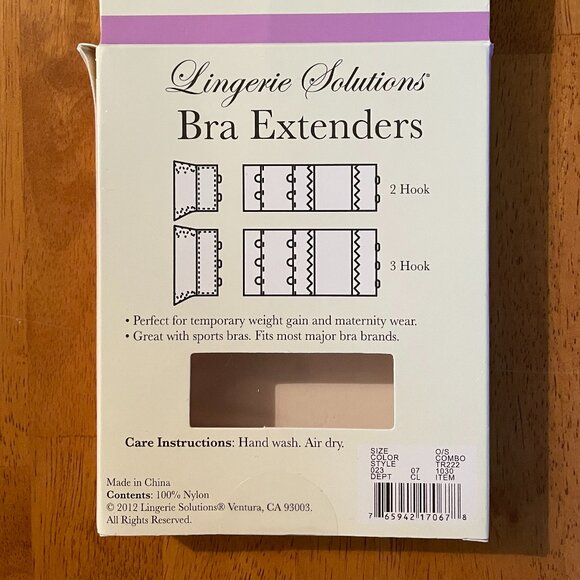 Lingerie Solutions®
Bra Extenders
2 Hook
3 Hook
• Perfect for temporary weight gain and maternity wear.
• Great with sports bras. Fits most major bra brands.
Care Instructions: Hand wash. Air dry.
Made in China
Contents: 100% Nylon
© 2012 Lingerie Solutions® Ventura, CA 93003.
All Rights Reserved.
SIZE O/S
COLOR COMBO
STYLE TR222
023 07 1030
DEPT CL ITEM
7 65942 17067 8